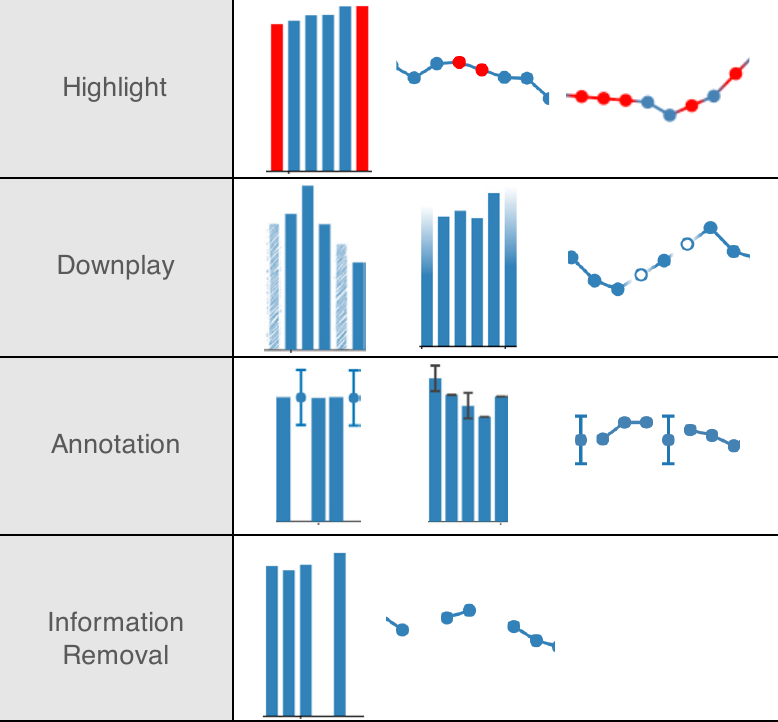 Highlight
Downplay
Annotation
Information
Removal